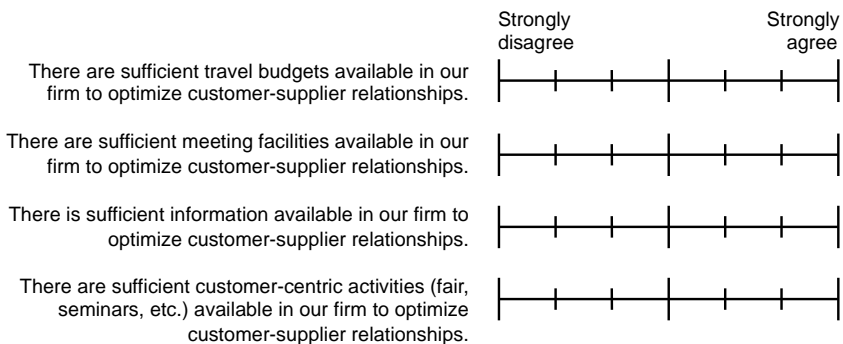 Strongly
disagree
Strongly
agree
There are sufficient travel budgets available in our
firm to optimize customer-supplier relationships.
There are sufficient meeting facilities available in our
firm to optimize customer-supplier relationships.
There is sufficient information available in our firm to
optimize customer-supplier relationships.
There are sufficient customer-centric activities (fair,
seminars, etc.) available in our firm to optimize
customer-supplier relationships.